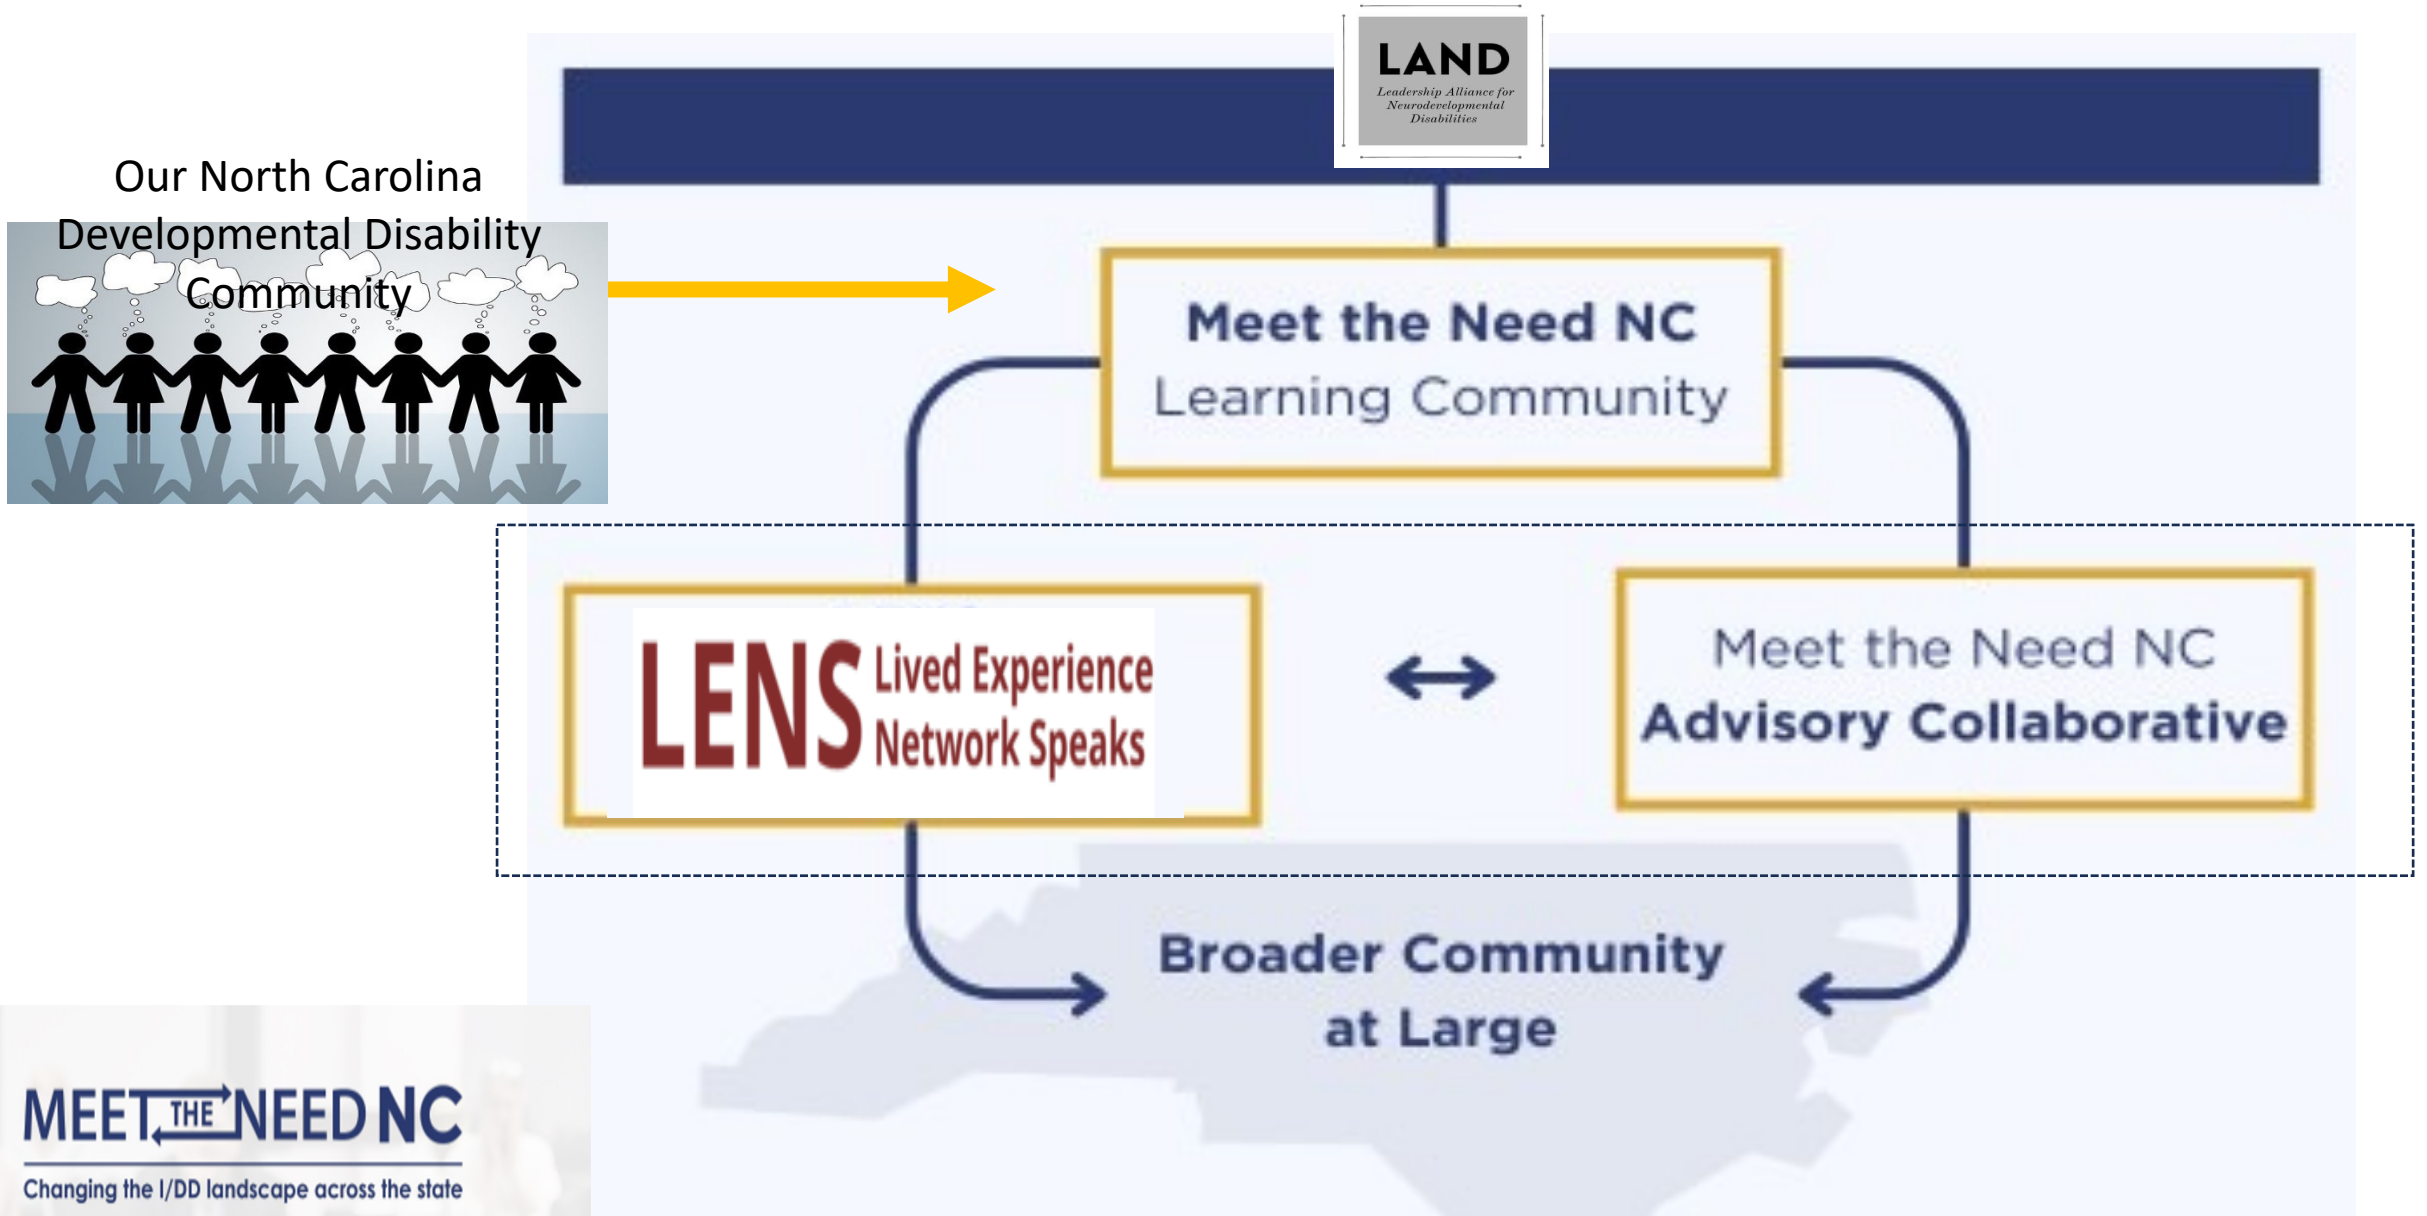 LAND
Leadership Alliance for
Neurodevelopmental
Disabilities
Our North Carolina
Developmental Disability
Community
Meet the Need NC
Learning Community
LENS
Lived Experience
Network Speaks
Meet the Need NC
Advisory Collaborative
Broader Community
at Large
MEET THE NEED NC
Changing the I/DD landscape across the state